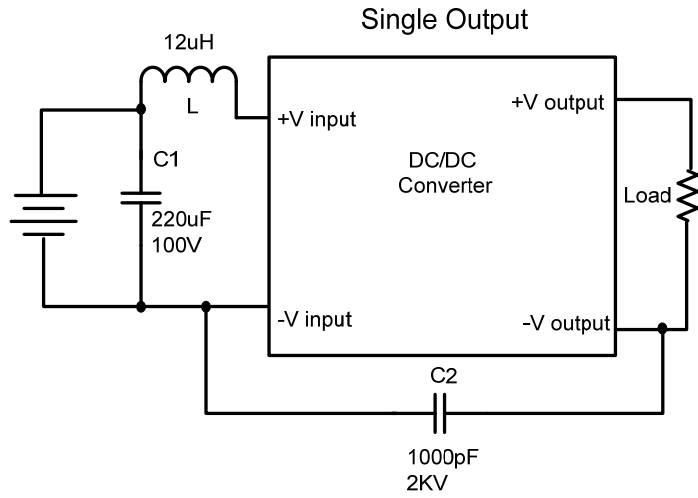 Single Output
12uH
L
+V input
+V output
C1
DC/DC
Converter
Load
220uF
100V
-V input
-V output
C2
1000pF
2KV